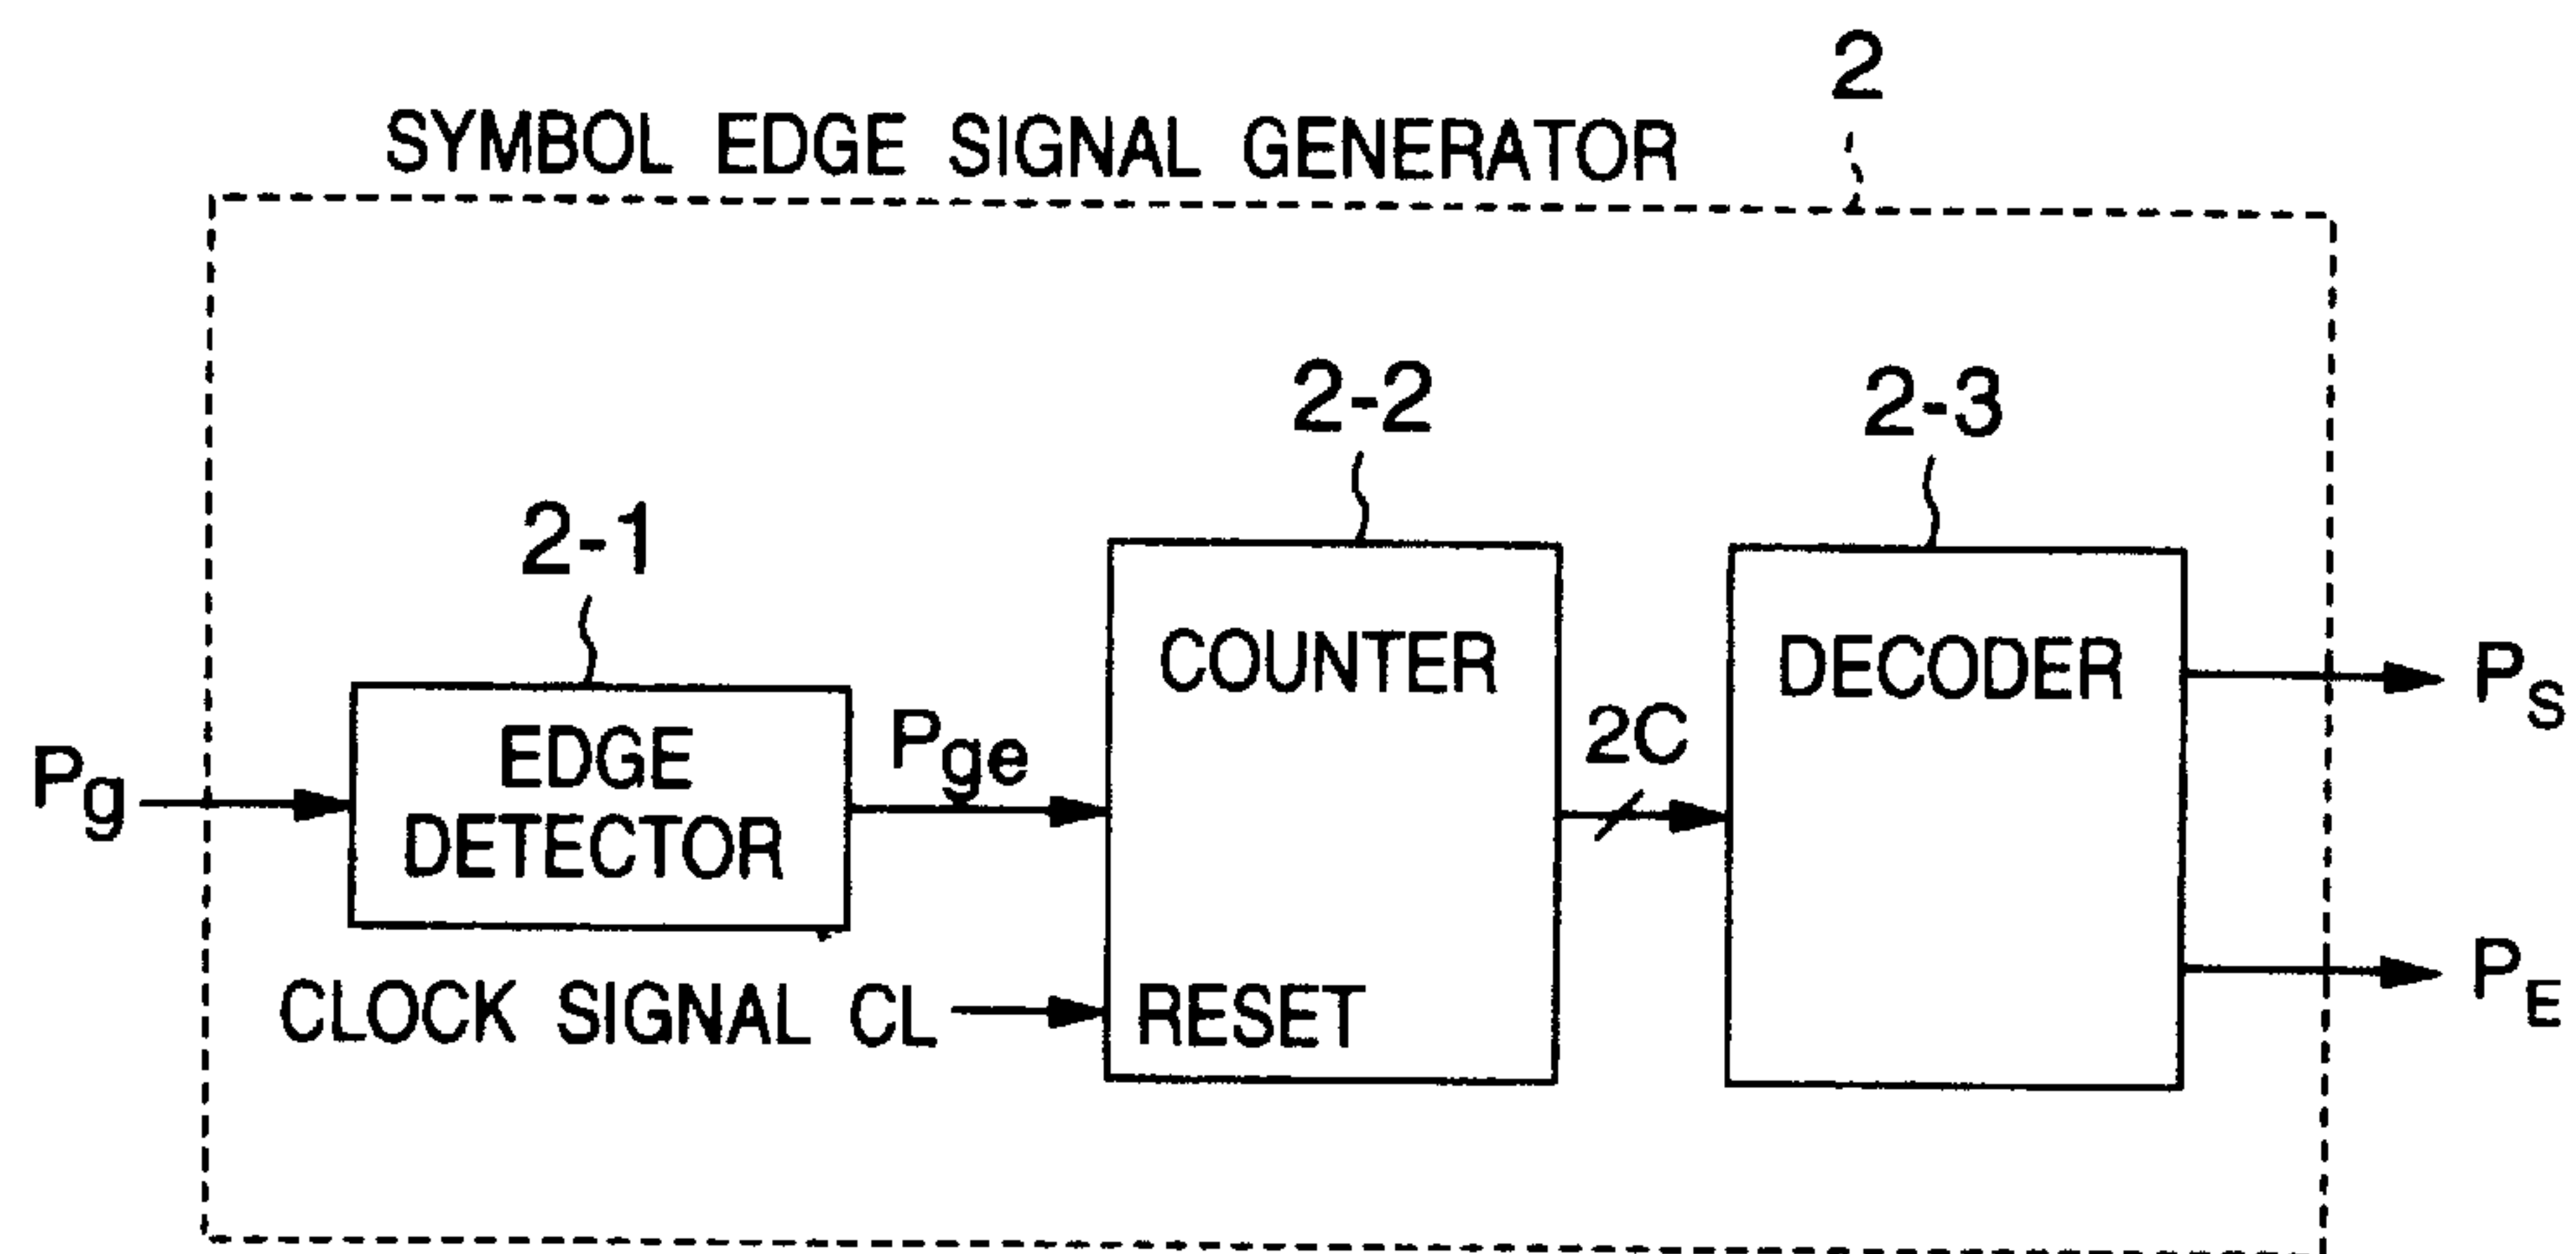 2
SYMBOL EDGE SIGNAL GENERATOR
2-2
2-3
2-1
COUNTER
DECODER
PS
Pg
EDGE
DETECTOR
Pge
2C
PE
CLOCK SIGNAL CL
RESET